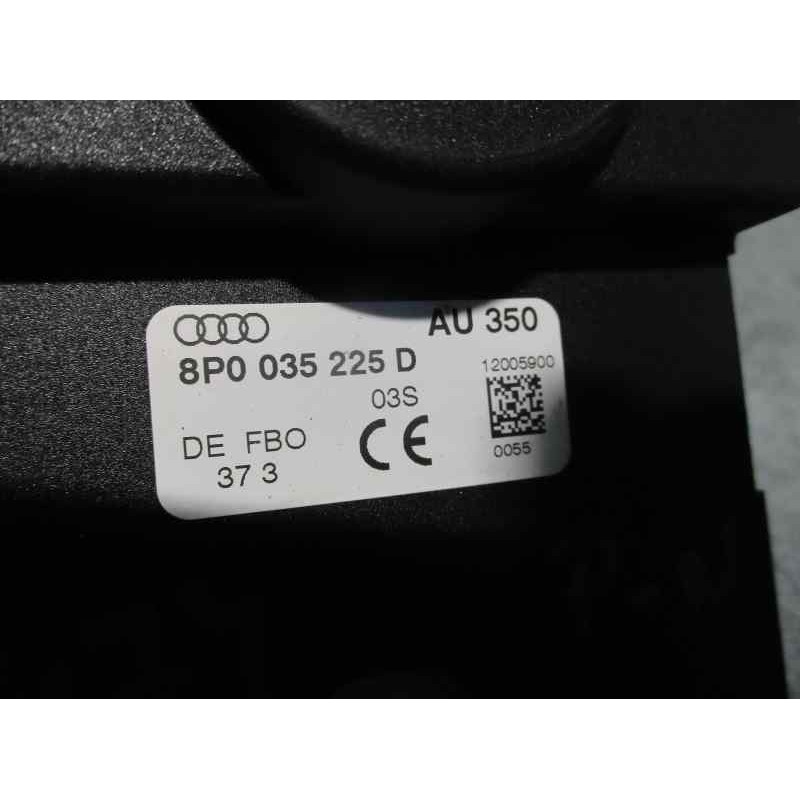 AU 350
8P0 035 225 D
12005900
03S
DE FBO
37 3
CE
0055